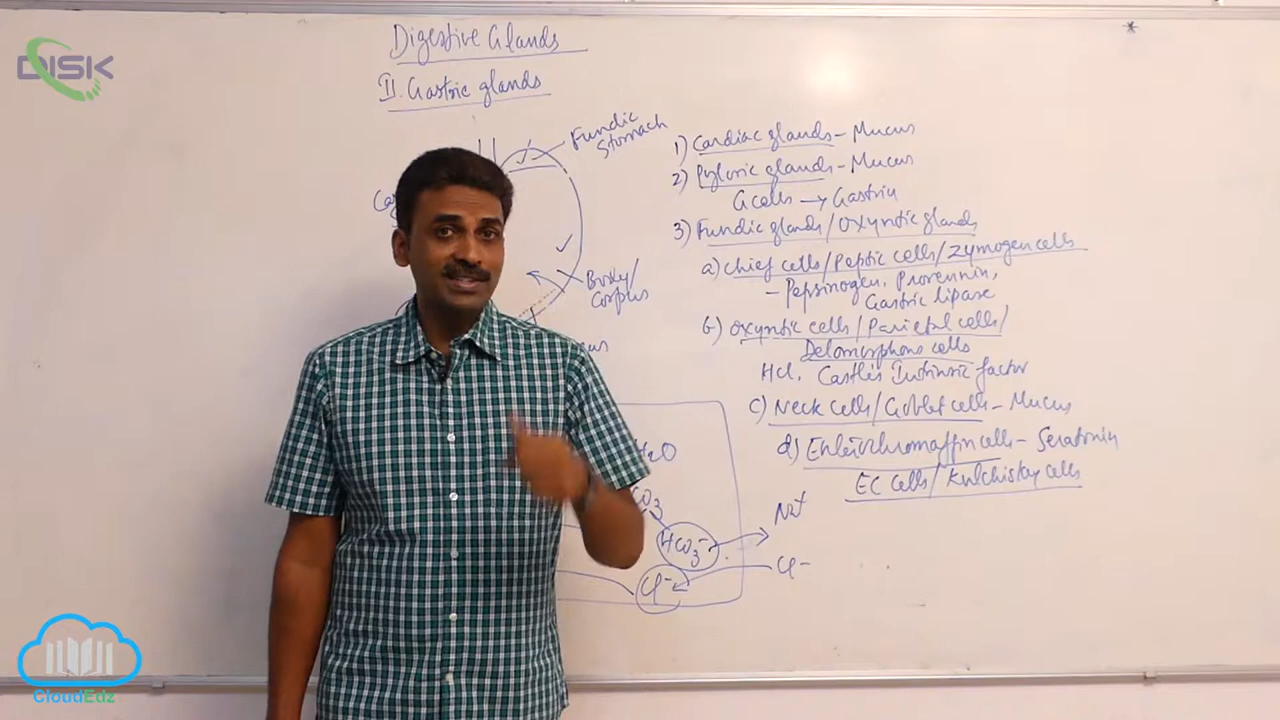 DISK
Digestive Glands
II. Gastric glands
Fundic
Stomach
Body/
Corpus
1) Cardiac glands - Mucus
2) Pyloric glands - Mucus
G cells → Gastrin
3) Fundic glands/Oxyntic glands
a) Chief cells/Peptic cells/Zymogen cells
- Pepsinogen, Prorennin,
Gastric lipase
b) Oxyntic cells/Parietal cells/
Delomorphous cells
HCl, Castle's Intrinsic factor
c) Neck cells/Goblet cells - Mucus
d) Enterochromaffin cells - Seratonin
EC cells/Kulchisky cells
Na+
HCO3-
Cl-
Cl-
CloudEdz